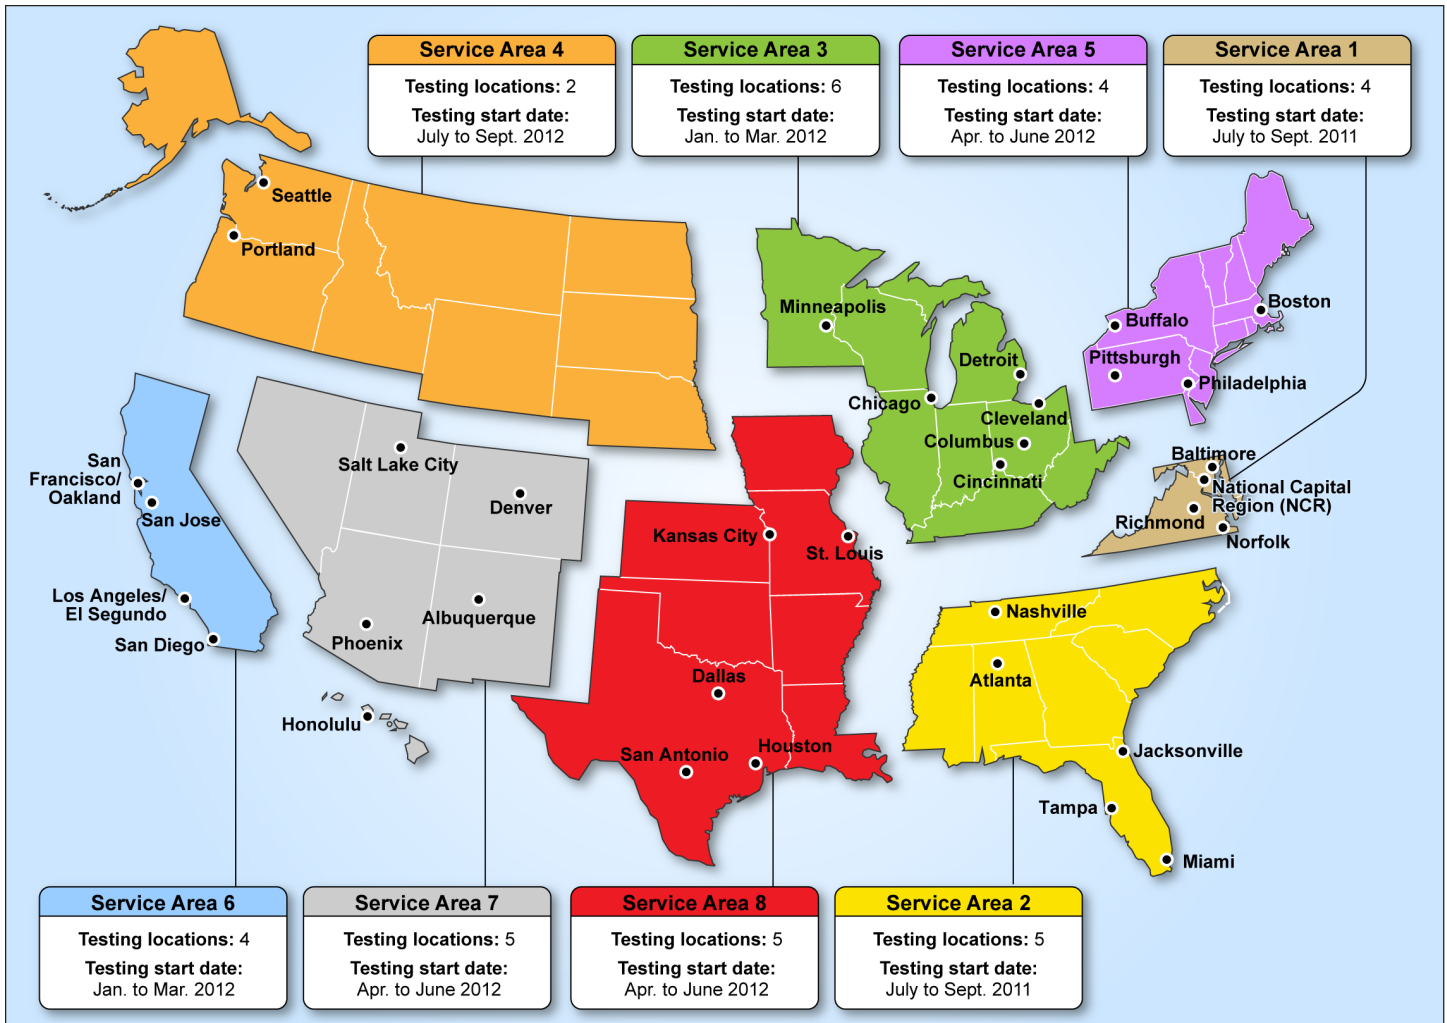 Service Area 4
Testing locations: 2
Testing start date:
July to Sept. 2012
Service Area 3
Testing locations: 6
Testing start date:
Jan. to Mar. 2012
Service Area 5
Testing locations: 4
Testing start date:
Apr. to June 2012
Service Area 1
Testing locations: 4
Testing start date:
July to Sept. 2011
Seattle
Portland
Minneapolis
Detroit
Chicago
Cleveland
Columbus
Cincinnati
Boston
Buffalo
Pittsburgh
Philadelphia
Baltimore
National Capital
Region (NCR)
Richmond
Norfolk
San
Francisco/
Oakland
San Jose
Los Angeles/
El Segundo
San Diego
Salt Lake City
Denver
Albuquerque
Phoenix
Honolulu
Kansas City
St. Louis
Dallas
San Antonio
Houston
Nashville
Atlanta
Jacksonville
Tampa
Miami
Service Area 6
Testing locations: 4
Testing start date:
Jan. to Mar. 2012
Service Area 7
Testing locations: 5
Testing start date:
Apr. to June 2012
Service Area 8
Testing locations: 5
Testing start date:
Apr. to June 2012
Service Area 2
Testing locations: 5
Testing start date:
July to Sept. 2011